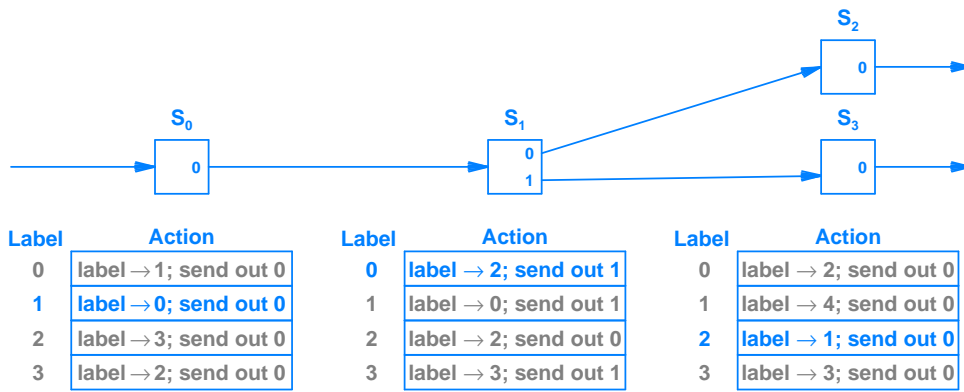 S2
0
S0
S1
S3
0
0
1
0
Label Action Label Action Label Action
0 label → 1; send out 0 0 label → 2; send out 1 0 label → 2; send out 0
1 label → 0; send out 0 1 label → 0; send out 1 1 label → 4; send out 0
2 label → 3; send out 0 2 label → 2; send out 0 2 label → 1; send out 0
3 label → 2; send out 0 3 label → 3; send out 1 3 label → 3; send out 0